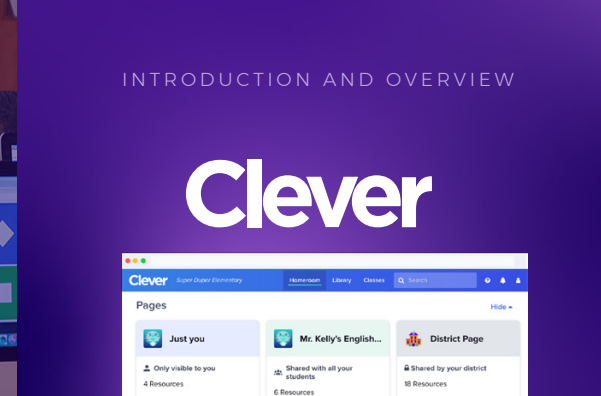 INTRODUCTION AND OVERVIEW
Clever
Clever Super Duper Elementary Homeroom Library Classes Search
Pages Hide
Just you Mr. Kelly's English... District Page
Only visible to you Shared with all your students Shared by your district
4 Resources 6 Resources 18 Resources